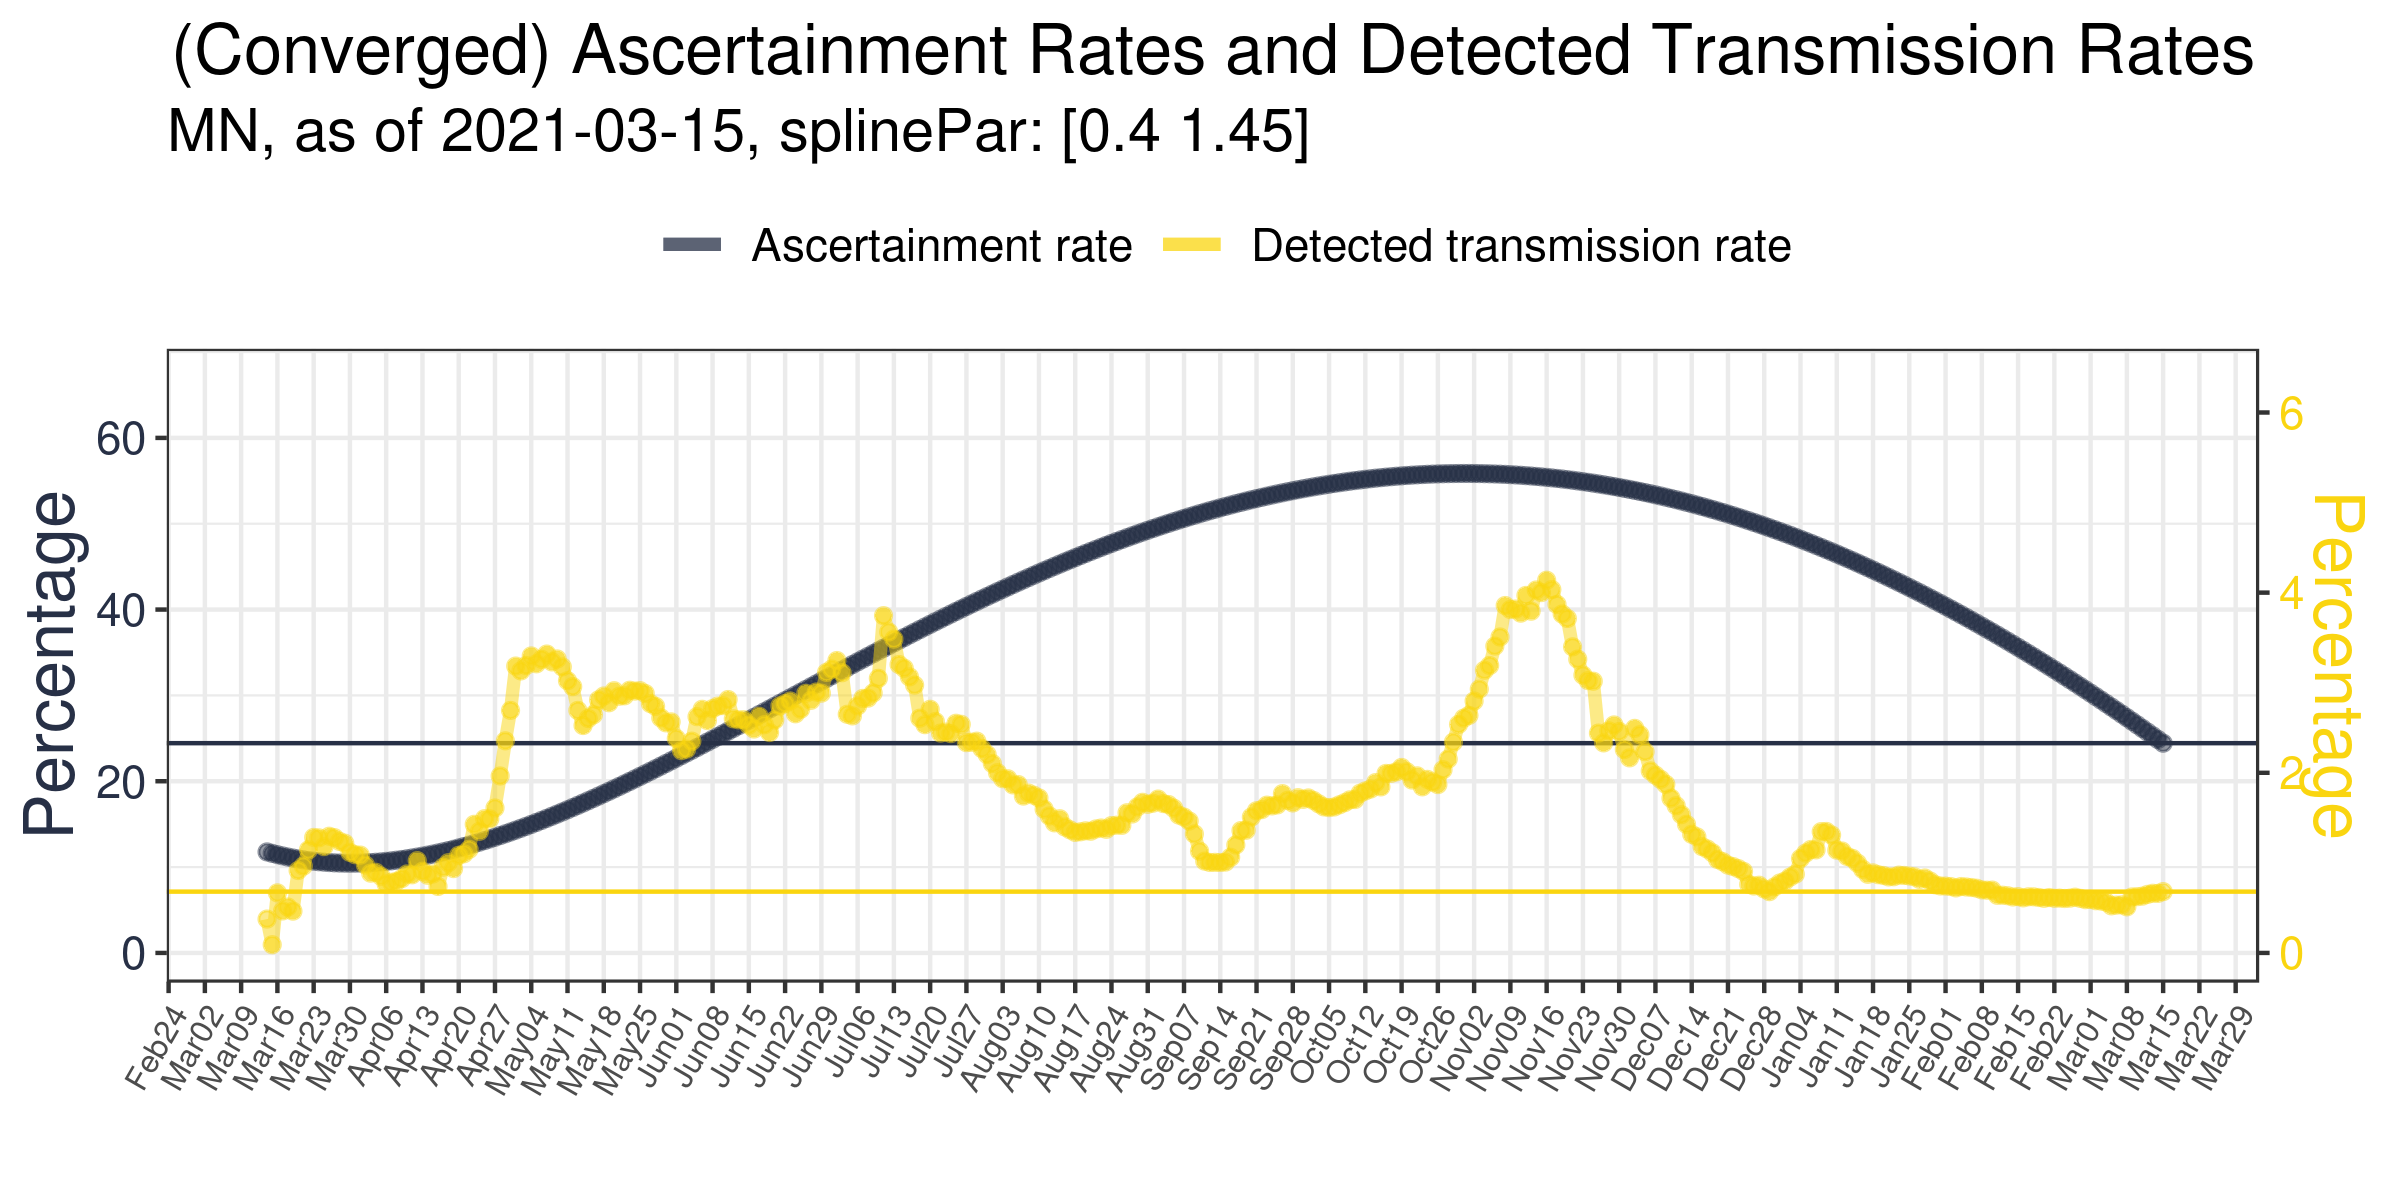 (Converged) Ascertainment Rates and Detected Transmission Rates
MN, as of 2021-03-15, splinePar: [0.4 1.45]
Ascertainment rate
Detected transmission rate
Percentage
60
40
20
0
6
4
2
0
Percentage
Feb24
Mar02
Mar09
Mar16
Mar23
Mar30
Apr06
Apr13
Apr20
Apr27
May04
May11
May18
May25
Jun01
Jun08
Jun15
Jun22
Jun29
Jul06
Jul13
Jul20
Jul27
Aug03
Aug10
Aug17
Aug24
Aug31
Sep07
Sep14
Sep21
Sep28
Oct05
Oct12
Oct19
Oct26
Nov02
Nov09
Nov16
Nov23
Nov30
Dec07
Dec14
Dec21
Dec28
Jan04
Jan11
Jan18
Jan25
Feb01
Feb08
Feb15
Feb22
Mar01
Mar08
Mar15
Mar22
Mar29